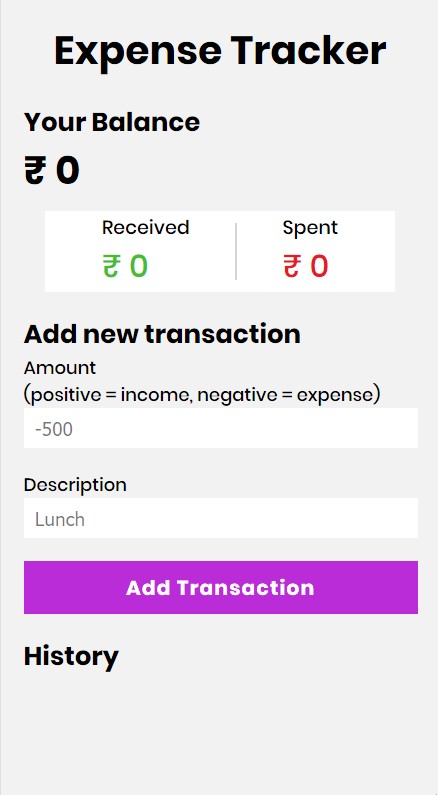 Expense Tracker
Your Balance
₹ 0
Received
Spent
₹ 0
₹ 0
Add new transaction
Amount
(positive = income, negative = expense)
-500
Description
Lunch
Add Transaction
History